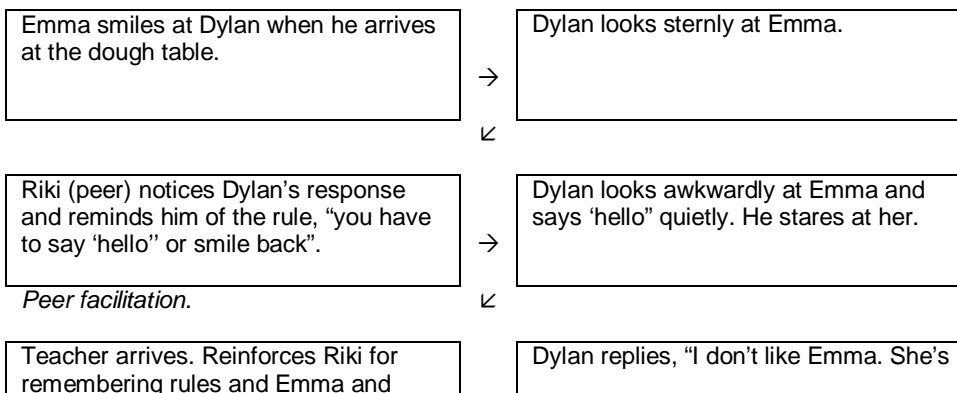 Emma smiles at Dylan when he arrives
at the dough table.
Dylan looks sternly at Emma.
→
↙
Riki (peer) notices Dylan’s response
and reminds him of the rule, “you have
to say ‘hello’’ or smile back”.
→
Dylan looks awkwardly at Emma and
says ‘hello” quietly. He stares at her.
Peer facilitation.
↙
Teacher arrives. Reinforces Riki for
remembering rules and Emma and
Dylan replies, “I don’t like Emma. She’s